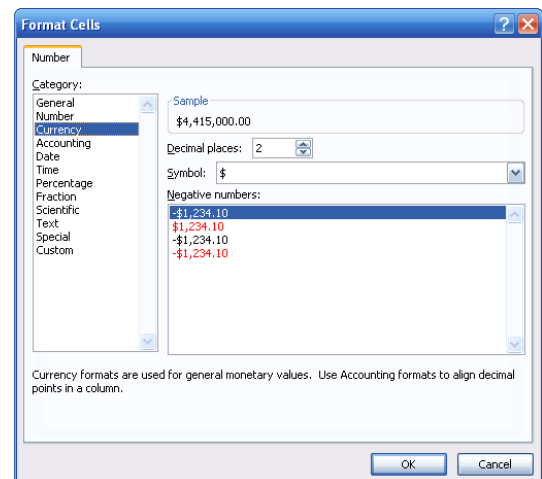 Format Cells
Number
Category:
General
Number
Currency
Accounting
Date
Time
Percentage
Fraction
Scientific
Text
Special
Custom
Sample
$4,415,000.00
Decimal places: 2
Symbol: $
Negative numbers:
-$1,234.10
$1,234.10
-$1,234.10
-$1,234.10
Currency formats are used for general monetary values. Use Accounting formats to align decimal
points in a column.
OK Cancel